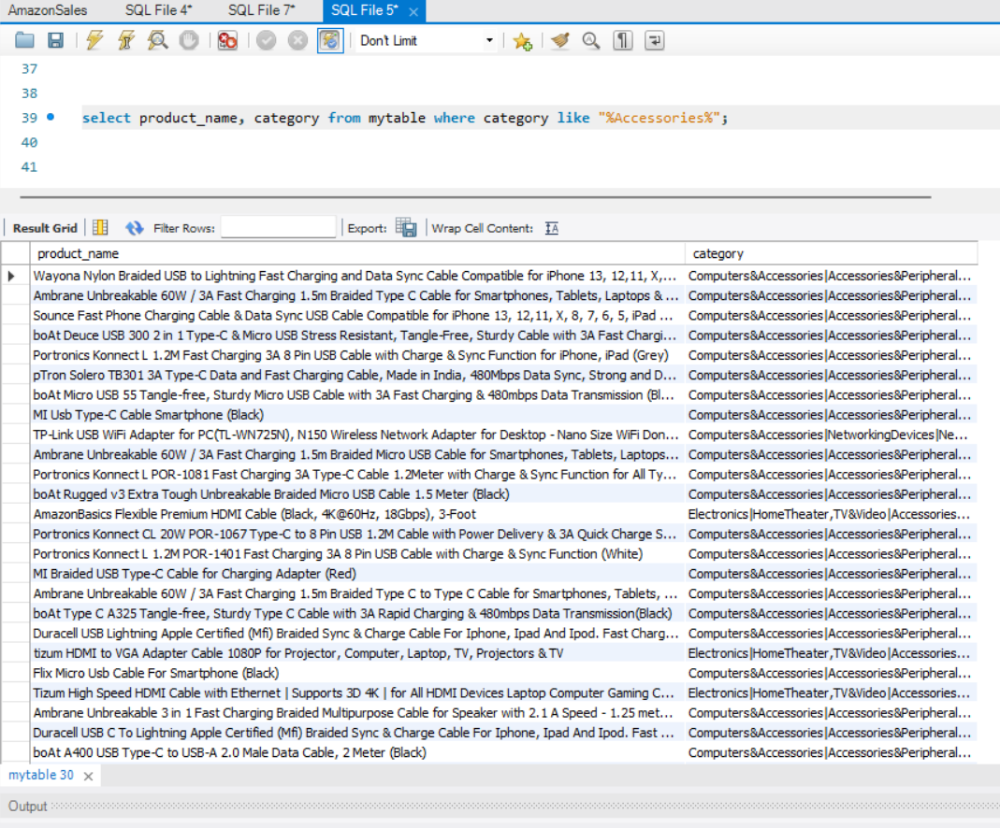 AmazonSales SQL File 4* SQL File 7* SQL File 5*
Don't Limit
37
38
39 select product_name, category from mytable where category like "%Accessories%";
40
41
Result Grid Filter Rows: Export: Wrap Cell Content:
product_name category
Wayona Nylon Braided USB to Lightning Fast Charging and Data Sync Cable Compatible for iPhone 13, 12,11, X,... Computers&Accessories|Accessories&Peripheral...
Ambrane Unbreakable 60W / 3A Fast Charging 1.5m Braided Type C Cable for Smartphones, Tablets, Laptops & ... Computers&Accessories|Accessories&Peripheral...
Sounce Fast Phone Charging Cable & Data Sync USB Cable Compatible for iPhone 13, 12,11, X, 8, 7, 6, 5, iPad ... Computers&Accessories|Accessories&Peripheral...
boAt Deuce USB 300 2 in 1 Type-C & Micro USB Stress Resistant, Tangle-Free, Sturdy Cable with 3A Fast Chargi... Computers&Accessories|Accessories&Peripheral...
Portronics Konnect L 1.2M Fast Charging 3A 8 Pin USB Cable with Charge & Sync Function for iPhone, iPad (Grey) Computers&Accessories|Accessories&Peripheral...
pTron Solero TB301 3A Type-C Data and Fast Charging Cable, Made in India, 480Mbps Data Sync, Strong and D... Computers&Accessories|Accessories&Peripheral...
boAt Micro USB 55 Tangle-free, Sturdy Micro USB Cable with 3A Fast Charging & 480mbps Data Transmission (Bl... Computers&Accessories|Accessories&Peripheral...
MI Usb Type-C Cable Smartphone (Black) Computers&Accessories|Accessories&Peripheral...
TP-Link USB WiFi Adapter for PC(TL-WN725N), N150 Wireless Network Adapter for Desktop - Nano Size WiFi Don... Computers&Accessories|NetworkingDevices|Ne...
Ambrane Unbreakable 60W / 3A Fast Charging 1.5m Braided Micro USB Cable for Smartphones, Tablets, Laptops... Computers&Accessories|Accessories&Peripheral...
Portronics Konnect L POR-1081 Fast Charging 3A Type-C Cable 1.2Meter with Charge & Sync Function for All Ty... Computers&Accessories|Accessories&Peripheral...
boAt Rugged v3 Extra Tough Unbreakable Braided Micro USB Cable 1.5 Meter (Black) Computers&Accessories|Accessories&Peripheral...
AmazonBasics Flexible Premium HDMI Cable (Black, 4K@60Hz, 18Gbps), 3-Foot Electronics|HomeTheater,TV&Video|Accessories...
Portronics Konnect CL 20W POR-1067 Type-C to 8 Pin USB 1.2M Cable with Power Delivery & 3A Quick Charge S... Computers&Accessories|Accessories&Peripheral...
Portronics Konnect L 1.2M POR-1401 Fast Charging 3A 8 Pin USB Cable with Charge & Sync Function (White) Computers&Accessories|Accessories&Peripheral...
MI Braided USB Type-C Cable for Charging Adapter (Red) Computers&Accessories|Accessories&Peripheral...
Ambrane Unbreakable 60W / 3A Fast Charging 1.5m Braided Type C to Type C Cable for Smartphones, Tablets, ... Computers&Accessories|Accessories&Peripheral...
boAt Type C A325 Tangle-free, Sturdy Type C Cable with 3A Rapid Charging & 480mbps Data Transmission(Black) Computers&Accessories|Accessories&Peripheral...
Duracell USB Lightning Apple Certified (Mfi) Braided Sync & Charge Cable For Iphone, Ipad And Ipod. Fast Charg... Computers&Accessories|Accessories&Peripheral...
tizum HDMI to VGA Adapter Cable 1080P for Projector, Computer, Laptop, TV, Projectors & TV Electronics|HomeTheater,TV&Video|Accessories...
Flix Micro Usb Cable For Smartphone (Black) Computers&Accessories|Accessories&Peripheral...
Tizum High Speed HDMI Cable with Ethernet | Supports 3D 4K | for All HDMI Devices Laptop Computer Gaming C... Electronics|HomeTheater,TV&Video|Accessories...
Ambrane Unbreakable 3 in 1 Fast Charging Braided Multipurpose Cable for Speaker with 2.1 A Speed - 1.25 met... Computers&Accessories|Accessories&Peripheral...
Duracell USB C To Lightning Apple Certified (Mfi) Braided Sync & Charge Cable For Iphone, Ipad And Ipod. Fast ... Computers&Accessories|Accessories&Peripheral...
boAt A400 USB Type-C to USB-A 2.0 Male Data Cable, 2 Meter (Black) Computers&Accessories|Accessories&Peripheral...
mytable 30
Output